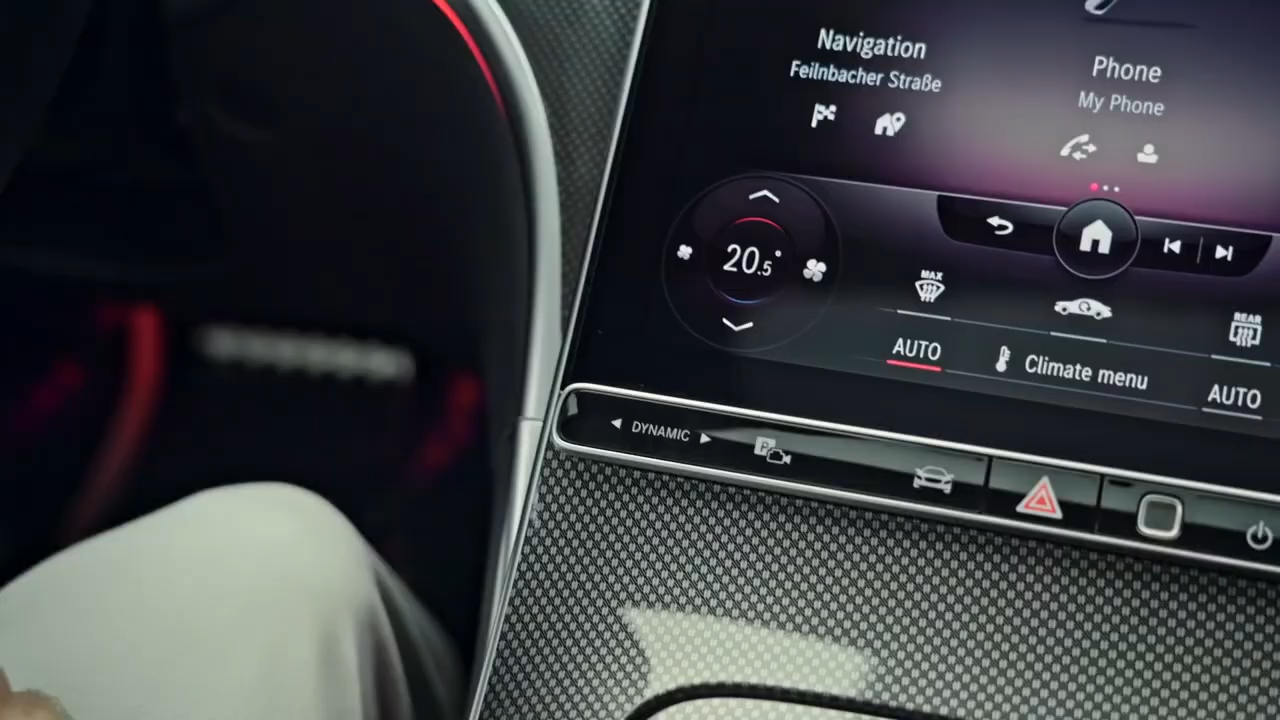 Navigation
Feilnbacher Straße
Phone
My Phone
20.5°
MAX
REAR
AUTO
Climate menu
AUTO
DYNAMIC
P